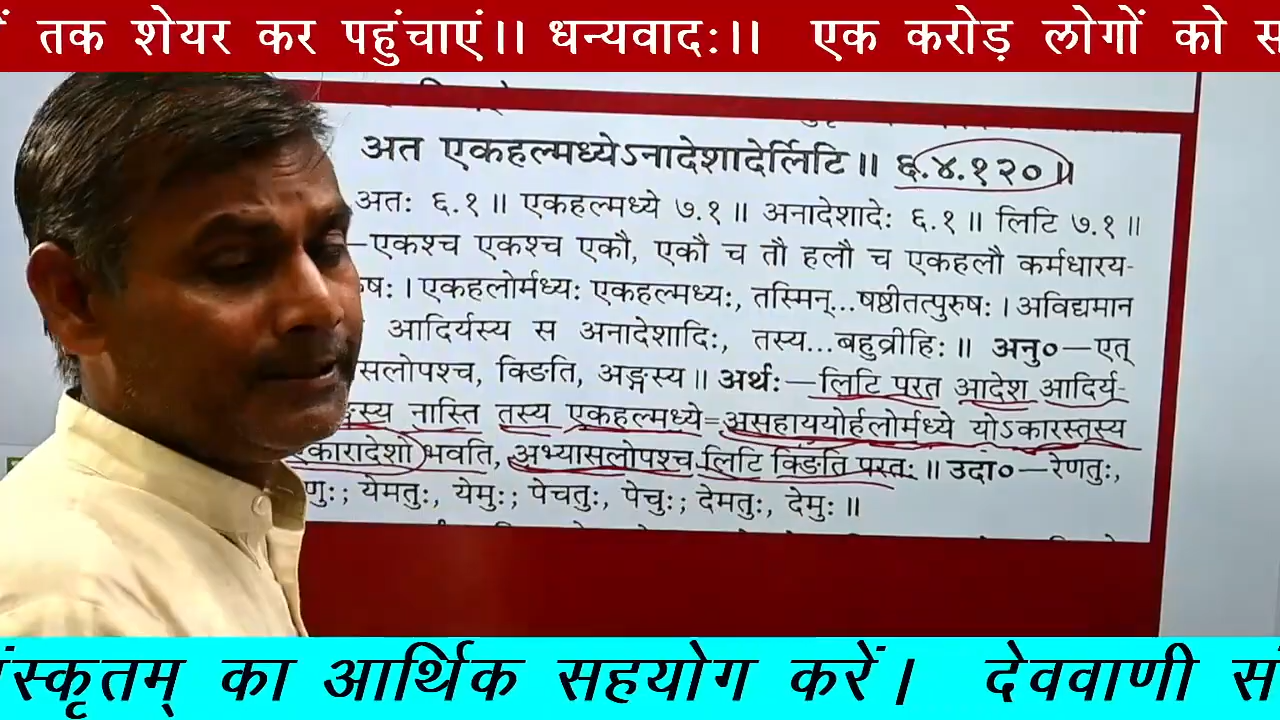 तक शेयर कर पहुंचाएं।। धन्यवादः।। एक करोड़ लोगों को
अत एकहल्मध्येऽनादेशादेर्लिटि॥ ६.४.१२०॥
अतः ६.१॥ एकहल्मध्ये ७.१॥ अनादेशादेः ६.१॥ लिटि ७.१॥
—एकश्च एकश्च एकौ, एकौ च तौ हलौ च एकहलौ कर्मधारय-
षः। एकहलोर्मध्यः एकहल्मध्यः, तस्मिन्...षष्ठीतत्पुरुषः। अविद्यमान
आदिर्यस्य स अनादेशादिः, तस्य...बहुव्रीहिः॥ अनु०—एत्
सलोपश्च, क्ङिति, अङ्गस्य॥ अर्थः—लिटि परत आदेश आदिर्य-
स्य नास्ति तस्य एकहल्मध्ये=असहाययोर्हलोर्मध्ये योऽकारस्तस्य
कारादेशो भवति, अभ्यासलोपश्च लिटि क्ङिति परतः॥ उदा०—रेणतुः,
णुः; येमतुः, येमुः; पेचतुः, पेचुः; देमतुः, देमुः॥
ंस्कृतम् का आर्थिक सहयोग करें। देववाणी